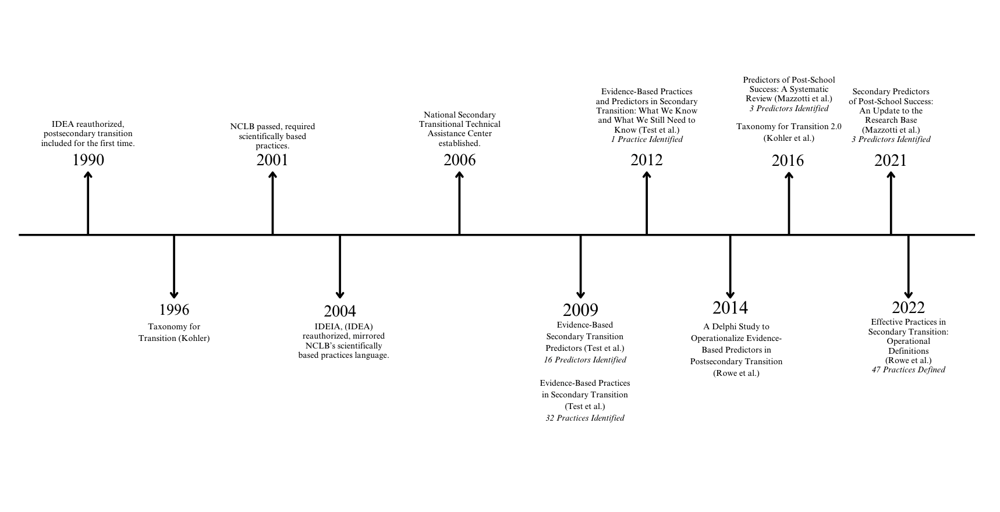 IDEA reauthorized,
postsecondary transition
included for the first time.
1990
NCLB passed, required
scientifically based
practices.
2001
National Secondary
Transitional Technical
Assistance Center
established.
2006
Evidence-Based Practices
and Predictors in Secondary
Transition: What We Know
and What We Still Need to
Know (Test et al.)
1 Practice Identified
2012
Predictors of Post-School
Success: A Systematic
Review (Mazzotti et al.)
3 Predictors Identified
Taxonomy for Transition 2.0
(Kohler et al.)
2016
Secondary Predictors
of Post-School Success:
An Update to the
Research Base
(Mazzotti et al.)
3 Predictors Identified
2021
1996
Taxonomy for
Transition (Kohler)
2004
IDEIA, (IDEA)
reauthorized, mirrored
NCLB’s scientifically
based practices language.
2009
Evidence-Based
Secondary Transition
Predictors (Test et al.)
16 Predictors Identified
Evidence-Based Practices
in Secondary Transition
(Test et al.)
32 Practices Identified
2014
A Delphi Study to
Operationalize Evidence-
Based Predictors in
Postsecondary Transition
(Rowe et al.)
2022
Effective Practices in
Secondary Transition:
Operational
Definitions
(Rowe et al.)
47 Practices Defined